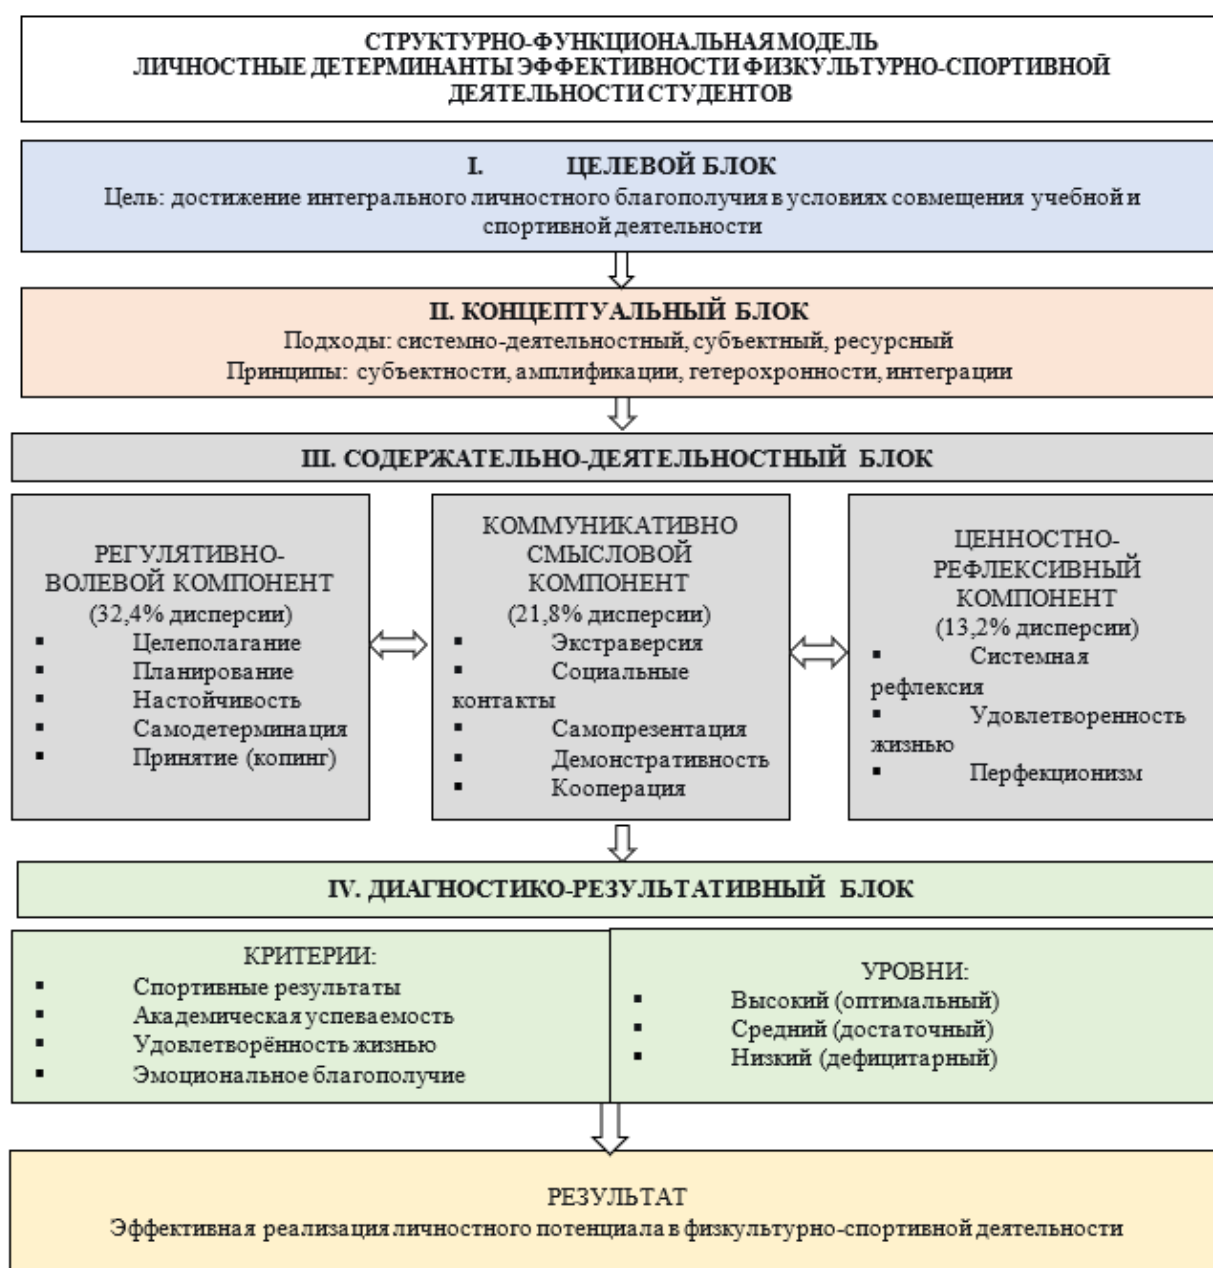 СТРУКТУРНО-ФУНКЦИОНАЛЬНАЯ МОДЕЛЬ
ЛИЧНОСТНЫЕ ДЕТЕРМИНАНТЫ ЭФФЕКТИВНОСТИ ФИЗКУЛЬТУРНО-СПОРТИВНОЙ
ДЕЯТЕЛЬНОСТИ СТУДЕНТОВ
I. ЦЕЛЕВОЙ БЛОК
Цель: достижение интегрального личностного благополучия в условиях совмещения учебной и
спортивной деятельности
II. КОНЦЕПТУАЛЬНЫЙ БЛОК
Подходы: системно-деятельностный, субъектный, ресурсный
Принципы: субъектности, амплификации, гетерохронности, интеграции
III. СОДЕРЖАТЕЛЬНО-ДЕЯТЕЛЬНОСТНЫЙ БЛОК
РЕГУЛЯТИВНО-
ВОЛЕВОЙ КОМПОНЕНТ
(32,4% дисперсии)
▪ Целеполагание
▪ Планирование
▪ Настойчивость
▪ Самодетерминация
▪ Принятие (копинг)
КОММУНИКАТИВНО
СМЫСЛОВОЙ
КОМПОНЕНТ
(21,8% дисперсии)
▪ Экстраверсия
▪ Социальные
контакты
▪ Самопрезентация
▪ Демонстративность
▪ Кооперация
ЦЕННОСТНО-
РЕФЛЕКСИВНЫЙ
КОМПОНЕНТ
(13,2% дисперсии)
▪ Системная
рефлексия
▪ Удовлетворенность
жизнью
▪ Перфекционизм
IV. ДИАГНОСТИКО-РЕЗУЛЬТАТИВНЫЙ БЛОК
КРИТЕРИИ:
▪ Спортивные результаты
▪ Академическая успеваемость
▪ Удовлетворённость жизнью
▪ Эмоциональное благополучие
УРОВНИ:
▪ Высокий (оптимальный)
▪ Средний (достаточный)
▪ Низкий (дефицитарный)
РЕЗУЛЬТАТ
Эффективная реализация личностного потенциала в физкультурно-спортивной деятельности